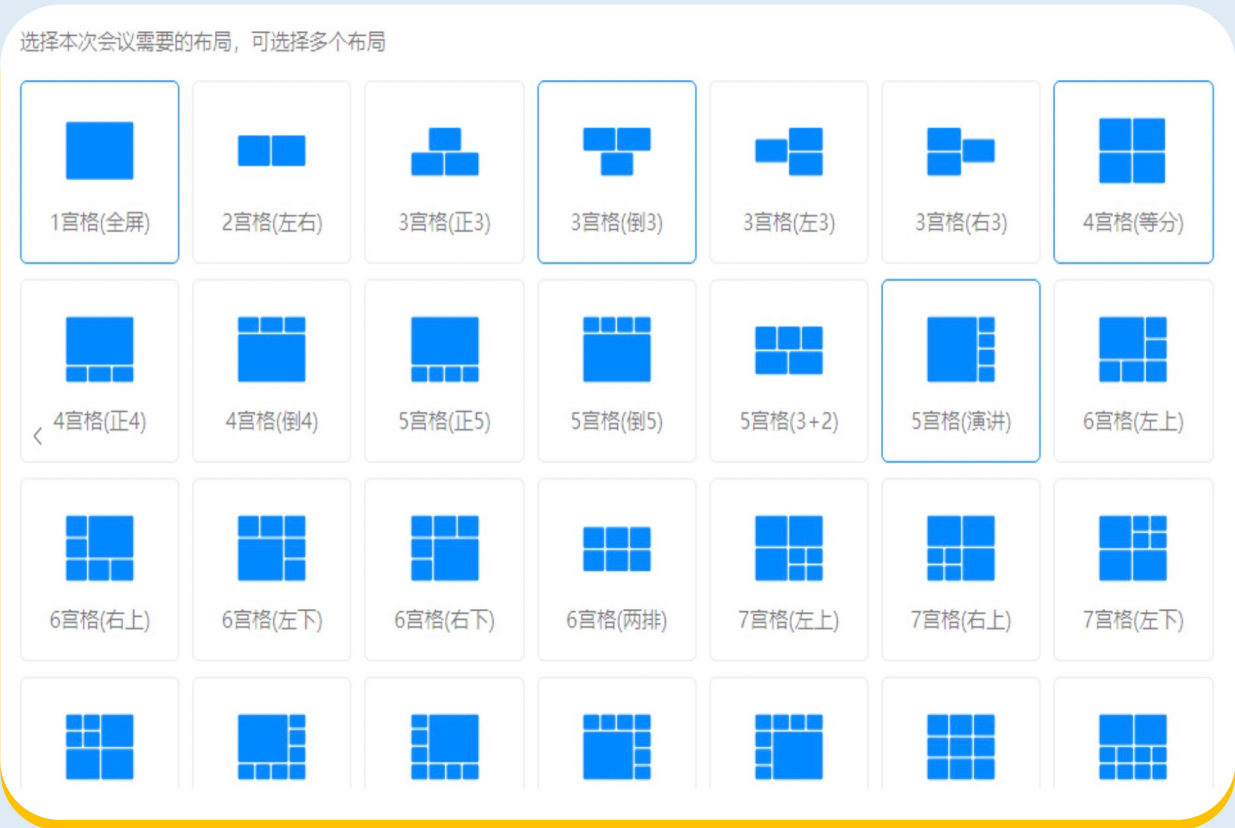 选择本次会议需要的布局，可选择多个布局
1宫格(全屏) 2宫格(左右) 3宫格(正3) 3宫格(倒3) 3宫格(左3) 3宫格(右3) 4宫格(等分)
4宫格(正4) 4宫格(倒4) 5宫格(正5) 5宫格(倒5) 5宫格(3+2) 5宫格(演讲) 6宫格(左上)
6宫格(右上) 6宫格(左下) 6宫格(右下) 6宫格(两排) 7宫格(左上) 7宫格(右上) 7宫格(左下)